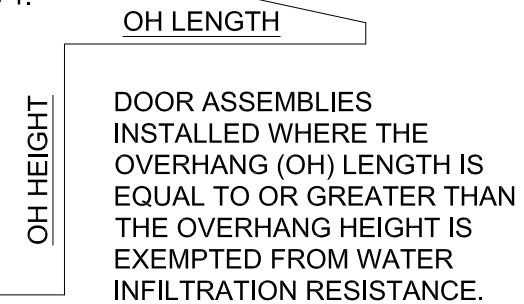 OH LENGTH
OH HEIGHT
DOOR ASSEMBLIES
INSTALLED WHERE THE
OVERHANG (OH) LENGTH IS
EQUAL TO OR GREATER THAN
THE OVERHANG HEIGHT IS
EXEMPTED FROM WATER
INFILTRATION RESISTANCE.